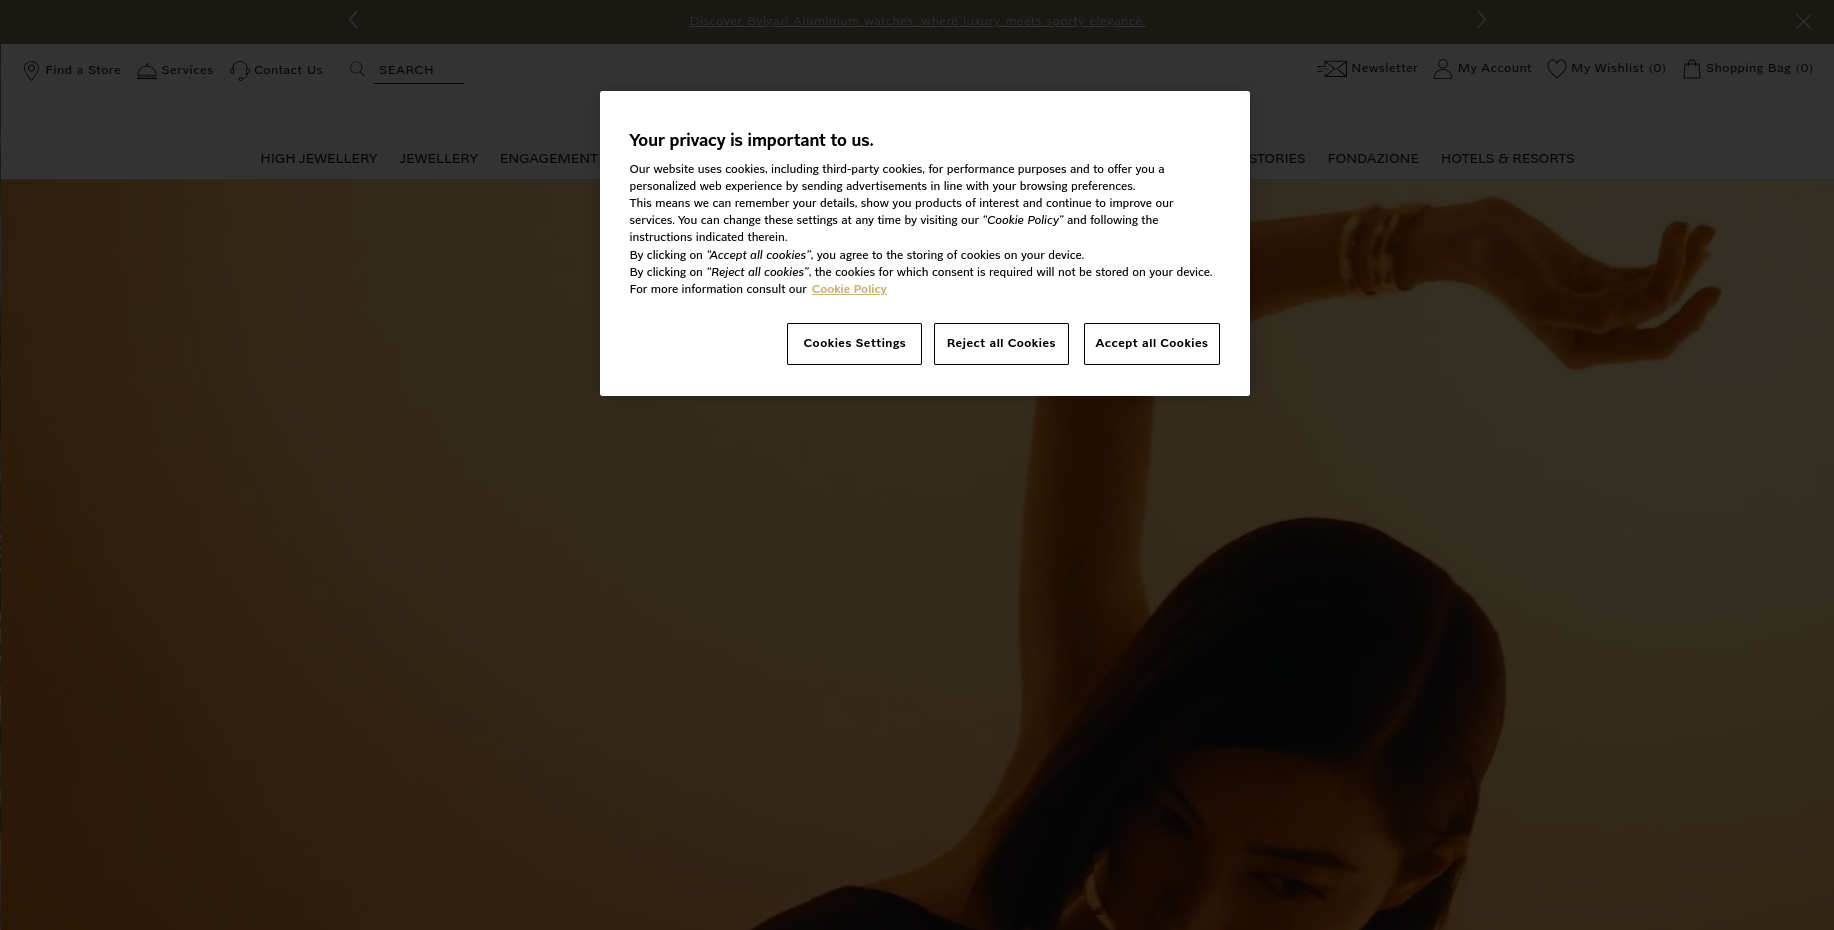 Discover Bvlgari Aluminium watches, where luxury meets sporty elegance.
Find a Store
Services
Contact Us
SEARCH
Newsletter
My Account
My Wishlist (0)
Shopping Bag (0)
HIGH JEWELLERY
JEWELLERY
ENGAGEMENT
STORIES
FONDAZIONE
HOTELS & RESORTS
Your privacy is important to us.
Our website uses cookies, including third-party cookies, for performance purposes and to offer you a
personalized web experience by sending advertisements in line with your browsing preferences.
This means we can remember your details, show you products of interest and continue to improve our
services. You can change these settings at any time by visiting our “Cookie Policy” and following the
instructions indicated therein.
By clicking on “Accept all cookies”, you agree to the storing of cookies on your device.
By clicking on “Reject all cookies”, the cookies for which consent is required will not be stored on your device.
For more information consult our Cookie Policy
Cookies Settings
Reject all Cookies
Accept all Cookies